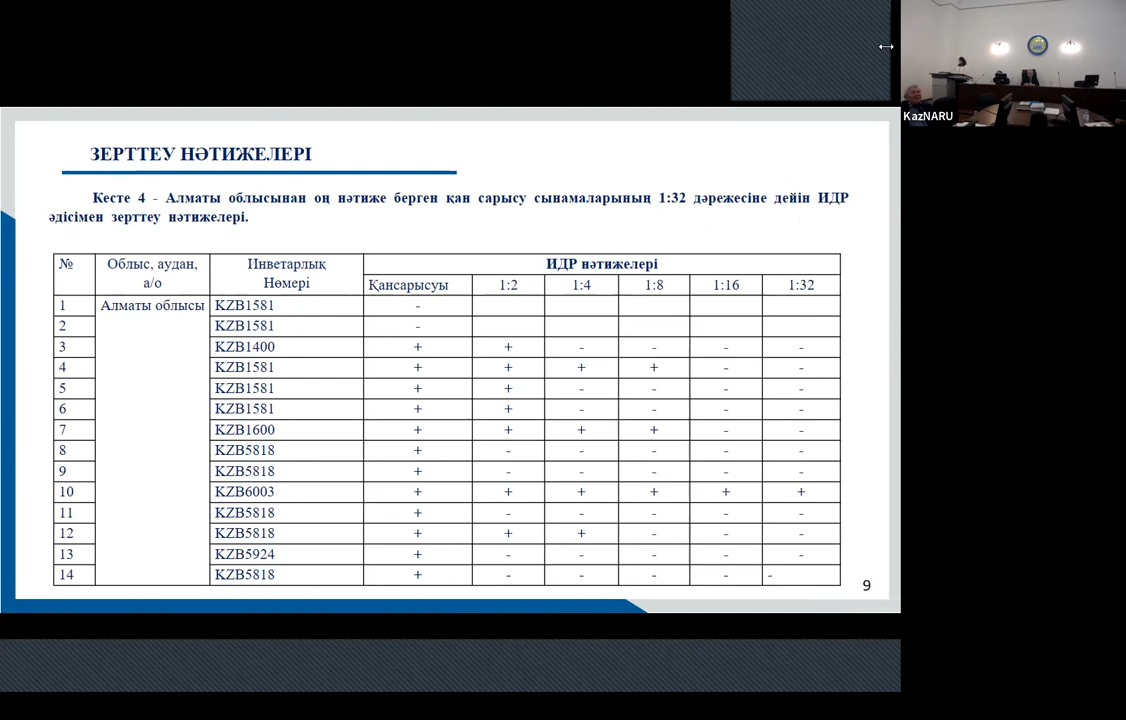 KazNARU
ЗЕРТТЕУ НӘТИЖЕЛЕРІ
Кесте 4 - Алматы облысынан оң нәтиже берген қан сарысу сынамаларының 1:32 дәрежесіне дейін ИДР
әдісімен зерттеу нәтижелері.
№ Облыс, аудан, а/о Инветарлық Нөмері ИДР нәтижелері
Қансарысуы 1:2 1:4 1:8 1:16 1:32
1 Алматы облысы KZB1581 -
2 KZB1581 -
3 KZB1400 + + - - - -
4 KZB1581 + + + + - -
5 KZB1581 + + - - - -
6 KZB1581 + + - - - -
7 KZB1600 + + + + - -
8 KZB5818 + - - - - -
9 KZB5818 + - - - - -
10 KZB6003 + + + + + +
11 KZB5818 + - - - - -
12 KZB5818 + + + - - -
13 KZB5924 + - - - - -
14 KZB5818 + - - - - -
9